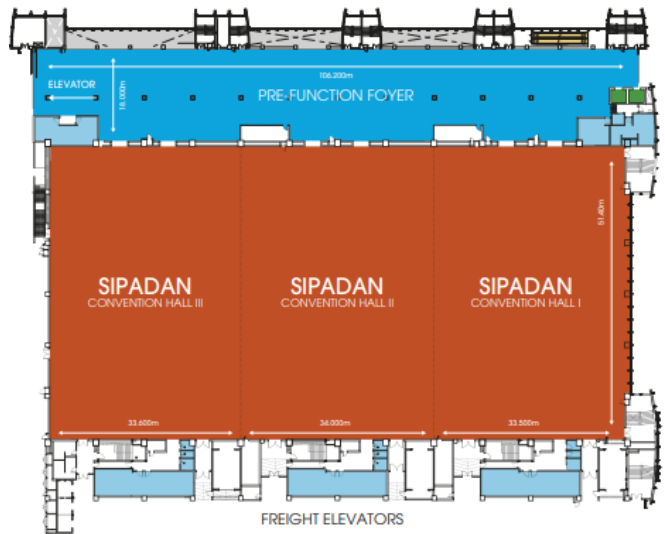 106.200m
ELEVATOR
18.000m
PRE-FUNCTION FOYER
51.40m
SIPADAN
CONVENTION HALL III
SIPADAN
CONVENTION HALL II
SIPADAN
CONVENTION HALL I
33.600m
34.000m
33.500m
FREIGHT ELEVATORS